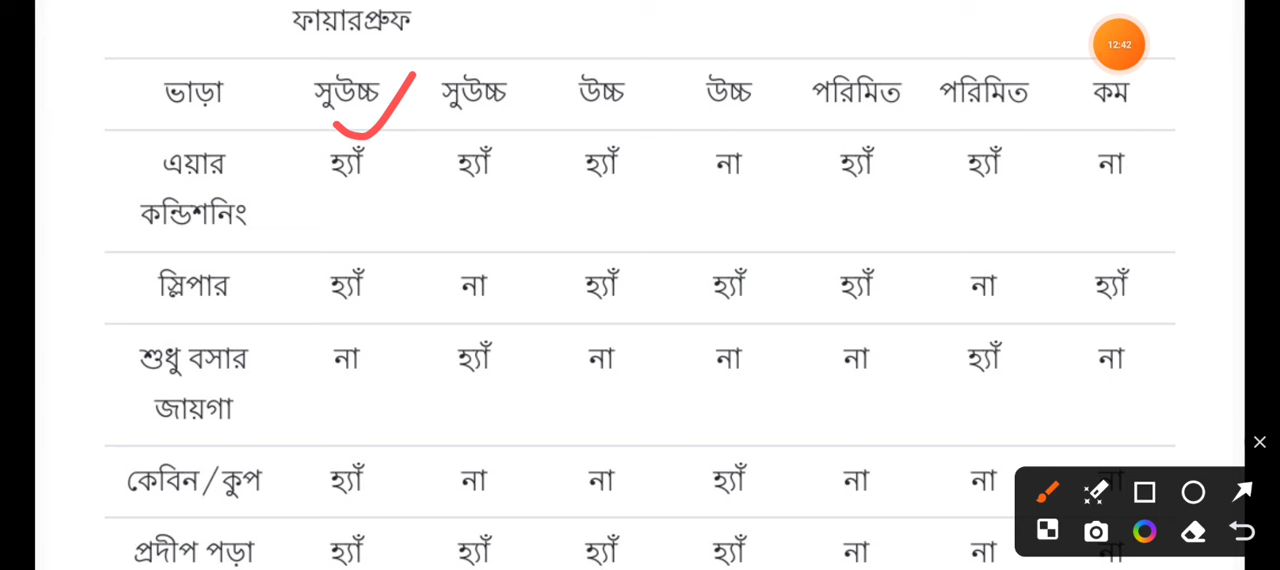 ফায়ারপ্রুফ
12:42
ভাড়া সুউচ্চ সুউচ্চ উচ্চ উচ্চ পরিমিত পরিমিত কম
এয়ার হ্যাঁ হ্যাঁ হ্যাঁ না হ্যাঁ হ্যাঁ না
কন্ডিশনিং
স্লিপার হ্যাঁ না হ্যাঁ হ্যাঁ হ্যাঁ না হ্যাঁ
শুধু বসার না হ্যাঁ না না না হ্যাঁ না
জায়গা
কেবিন/কুপ হ্যাঁ না না হ্যাঁ না না না
প্রদীপ পড়া হ্যাঁ হ্যাঁ হ্যাঁ হ্যাঁ না না না